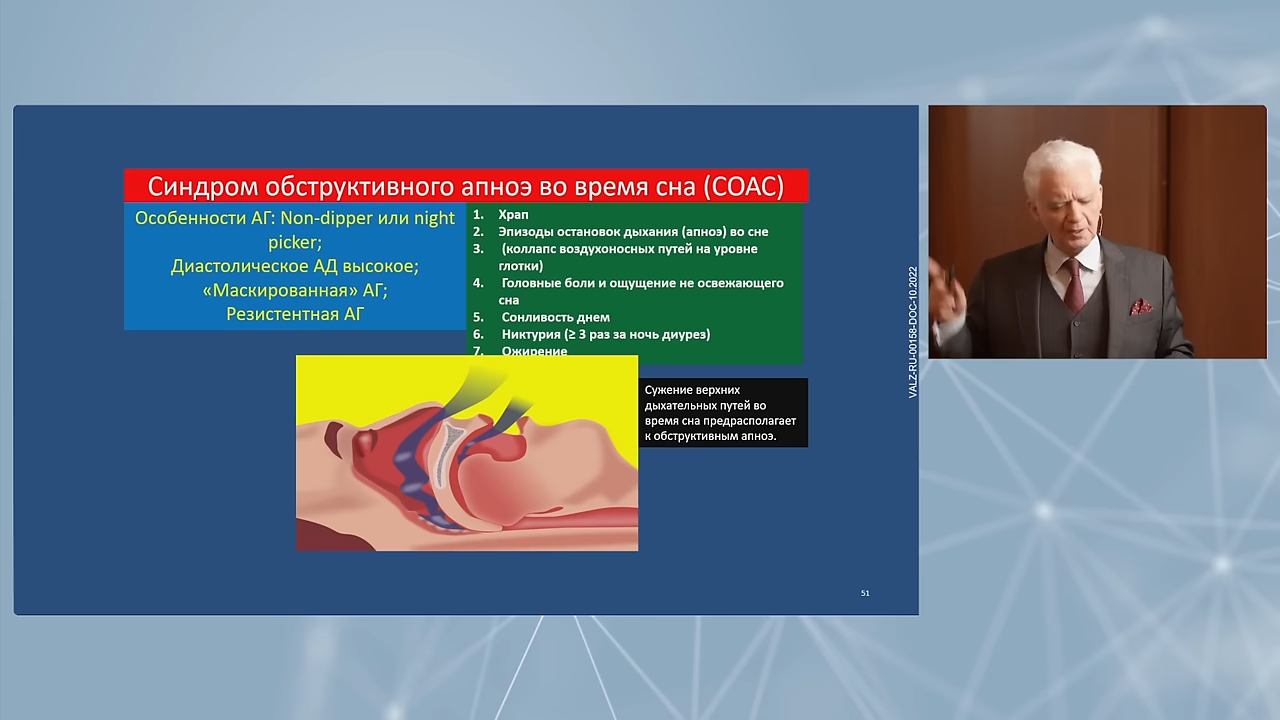 Синдром обструктивного апноэ во время сна (СОАС)
Особенности АГ: Non-dipper или night
picker;
Диастолическое АД высокое;
«Маскированная» АГ;
Резистентная АГ
1. Храп
2. Эпизоды остановок дыхания (апноэ) во сне
3. (коллапс воздухоносных путей на уровне
глотки)
4. Головные боли и ощущение не освежающего
сна
5. Сонливость днем
6. Никтурия (≥ 3 раз за ночь диурез)
7. Ожирение
Сужение верхних
дыхательных путей во
время сна предрасполагает
к обструктивным апноэ.
51
VALZ-RU-00158-DOC-10.2022